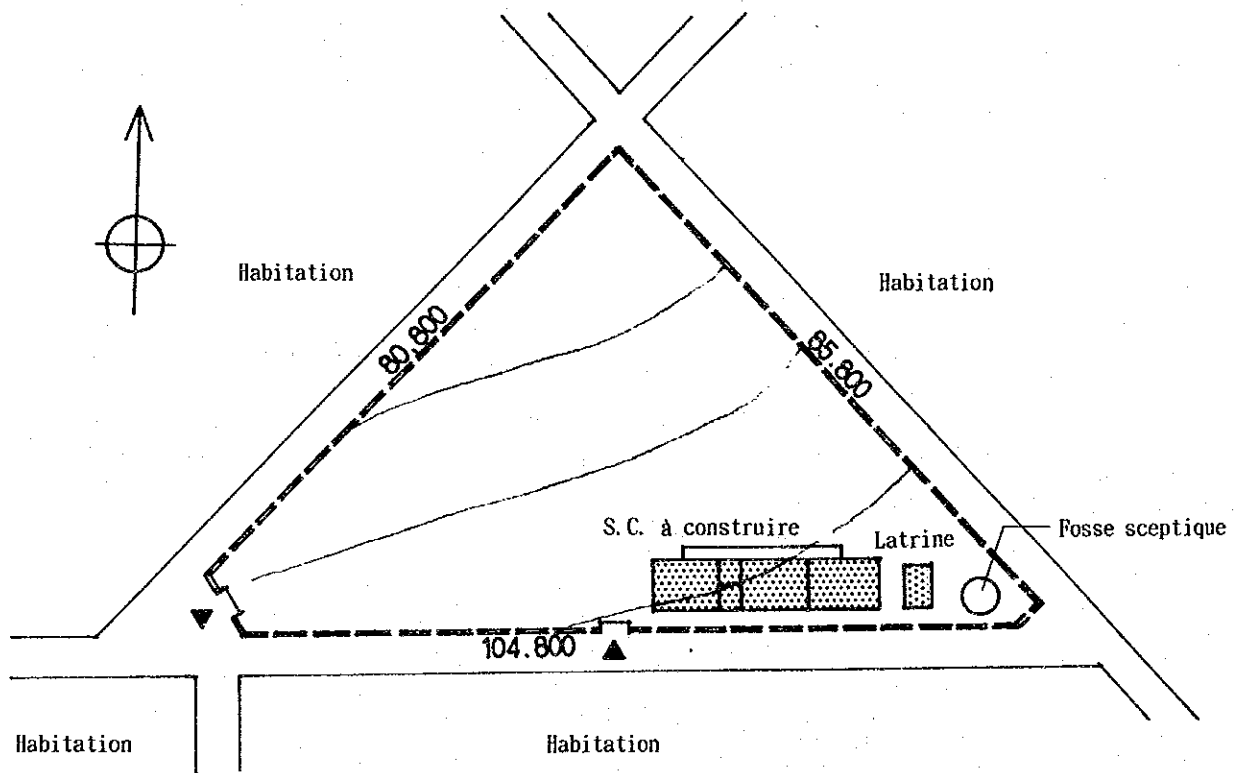 Habitation
Habitation
80.800
85.800
S.C. à construire
Latrine
Fosse sceptique
104.800
Habitation
Habitation